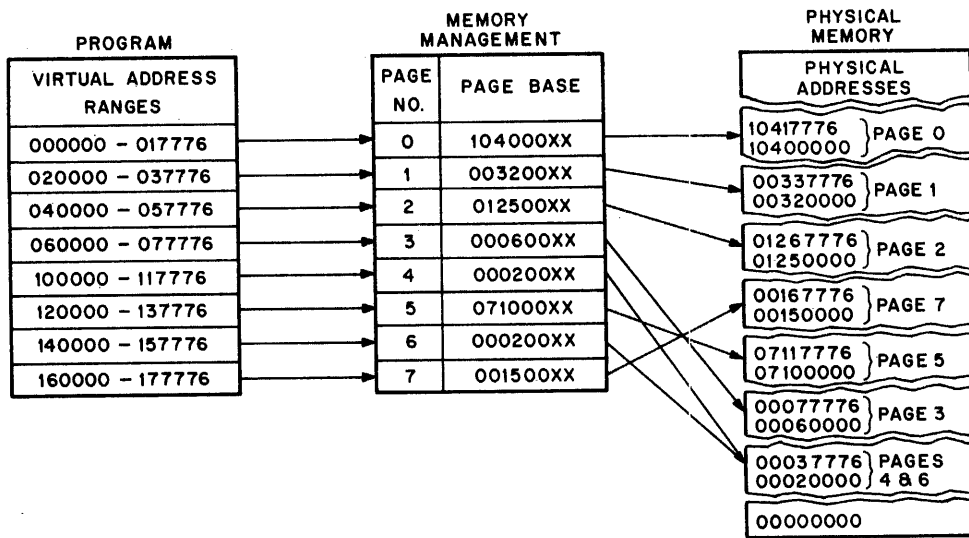 PROGRAM
VIRTUAL ADDRESS
RANGES
000000 - 017776
020000 - 037776
040000 - 057776
060000 - 077776
100000 - 117776
120000 - 137776
140000 - 157776
160000 - 177776
MEMORY
MANAGEMENT
PAGE
NO.
PAGE BASE
0 104000XX
1 003200XX
2 012500XX
3 000600XX
4 000200XX
5 071000XX
6 000200XX
7 001500XX
PHYSICAL
MEMORY
PHYSICAL
ADDRESSES
10417776
10400000
PAGE 0
00337776
00320000
PAGE 1
01267776
01250000
PAGE 2
00167776
00150000
PAGE 7
07117776
07100000
PAGE 5
00077776
00060000
PAGE 3
00037776
00020000
PAGES
4 & 6
00000000